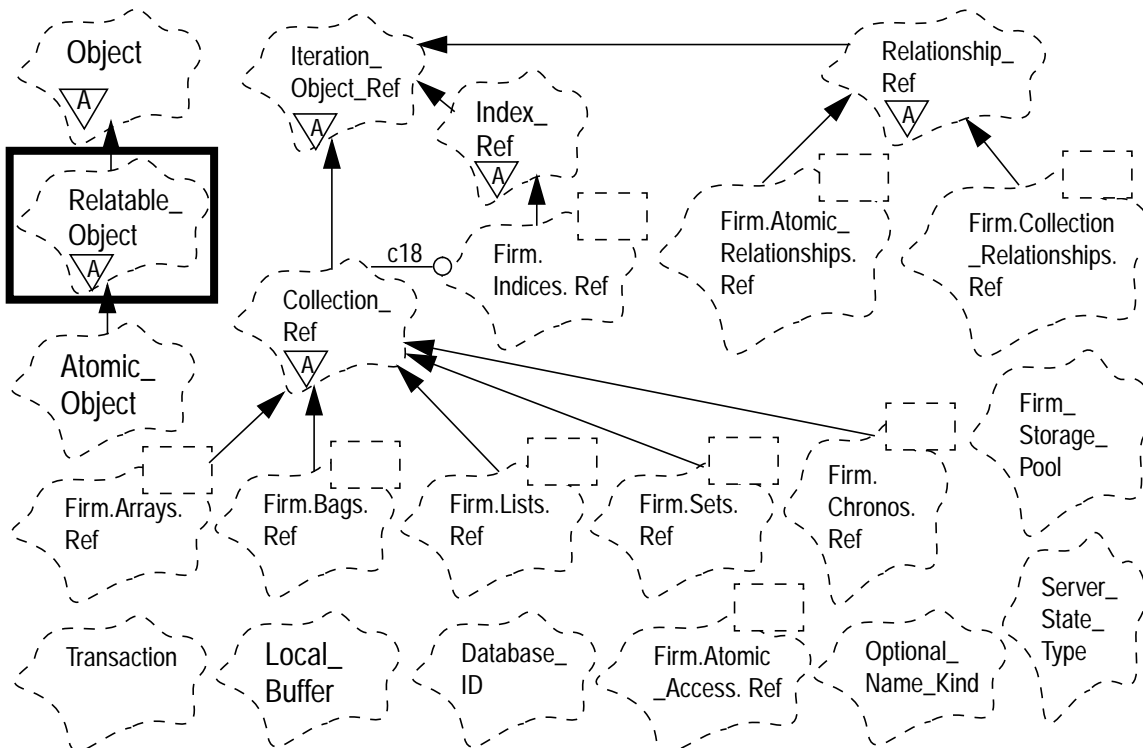 Object
A
Relatable_
Object
A
Atomic_
Object
Iteration_
Object_Ref
A
Index_
Ref
A
Relationship_
Ref
A
Firm.
Indices. Ref
c18
Collection_
Ref
A
Firm.Atomic_
Relationships.
Ref
Firm.Collection
_Relationships.
Ref
Firm_
Storage_
Pool
Firm.Arrays.
Ref
Firm.Bags.
Ref
Firm.Lists.
Ref
Firm.Sets.
Ref
Firm.
Chronos.
Ref
Server_
State_
Type
Transaction
Local_
Buffer
Database_
ID
Firm.Atomic
_Access. Ref
Optional_
Name_Kind